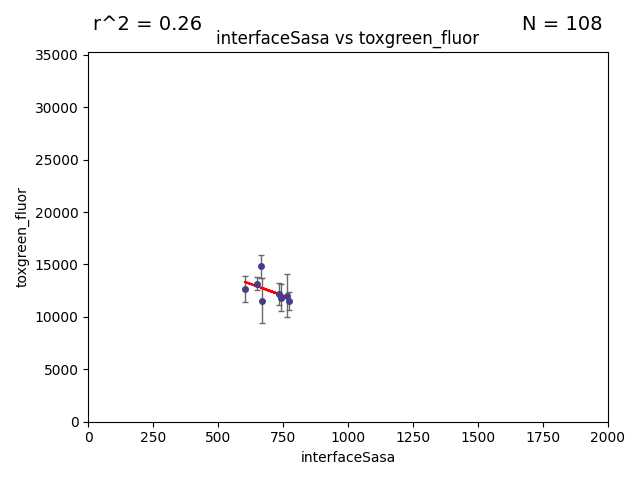 r^2 = 0.26
N = 108
interfaceSasa vs toxgreen_fluor
35000
30000
25000
20000
15000
10000
5000
0
toxgreen_fluor
0 250 500 750 1000 1250 1500 1750 2000
interfaceSasa